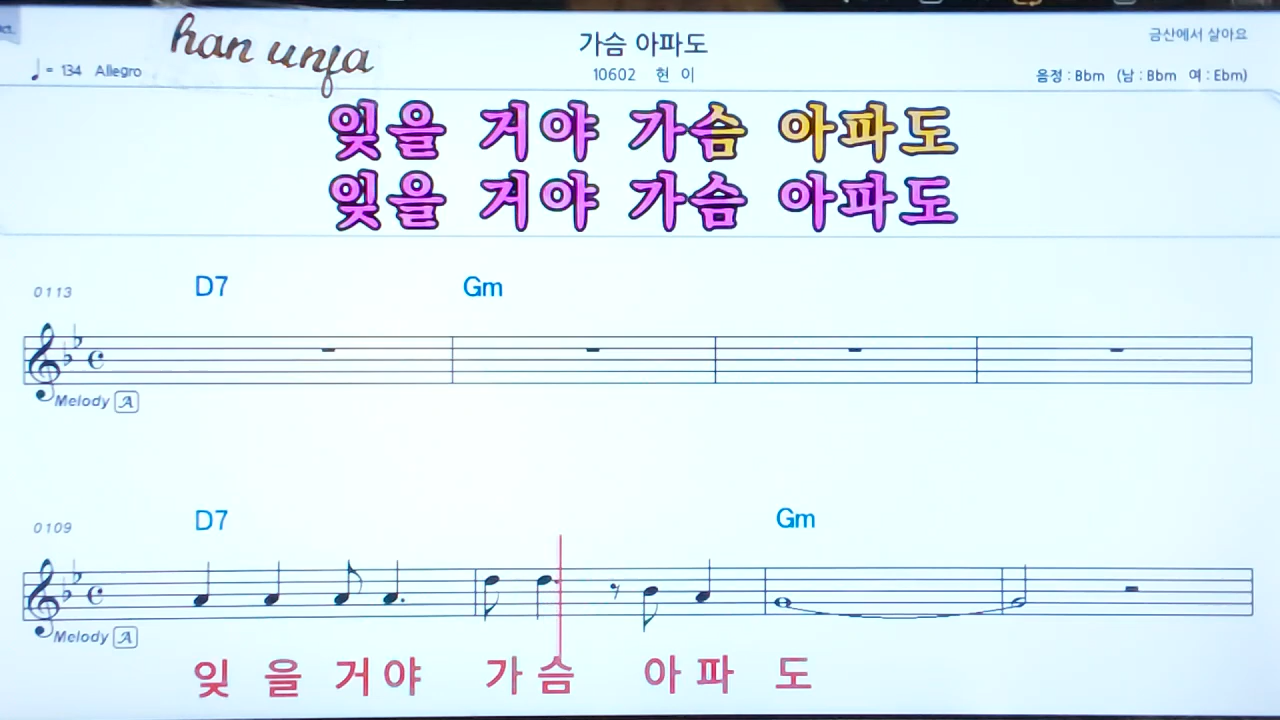 han unja
가슴 아파도
금산에서 살아요
♩= 134 Allegro
10602 현 이
음정 : Bbm (남 : Bbm 여 : Ebm)
잊을 거야 가슴 아파도
잊을 거야 가슴 아파도
0113
D7 Gm
Melody A
0109
D7 Gm
Melody A
잊 을 거 야 가 슴 아 파 도